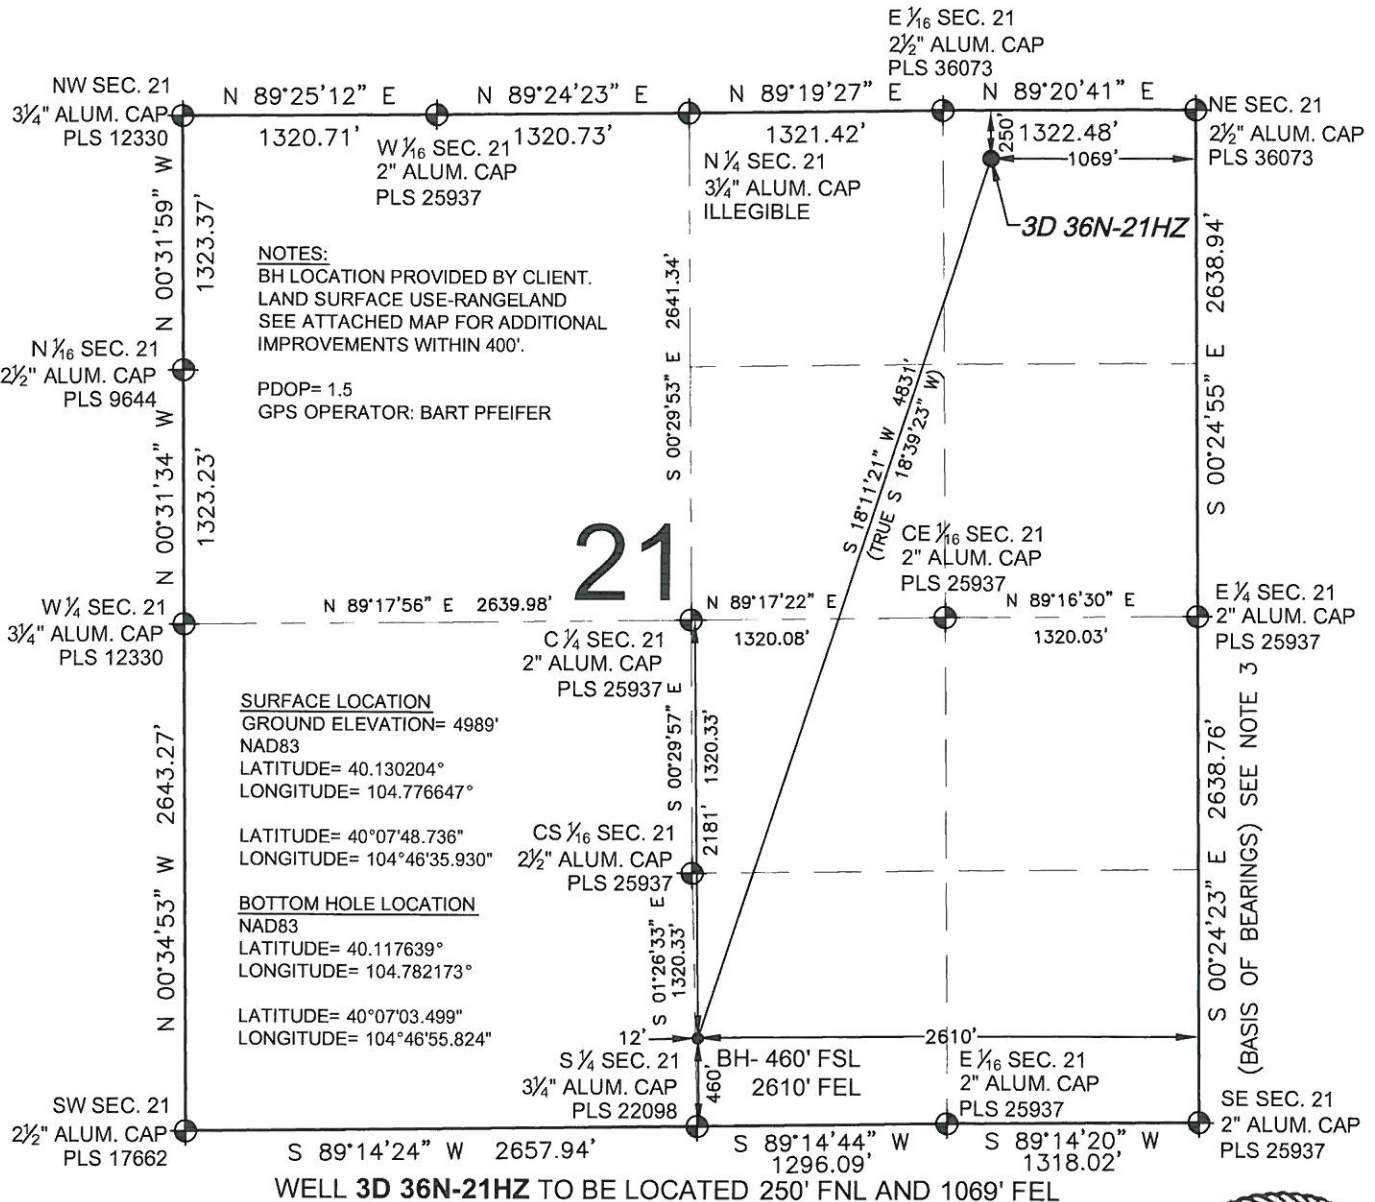 E 1/16 SEC. 21
2½" ALUM. CAP
PLS 36073
NW SEC. 21
3¼" ALUM. CAP
PLS 12330
N 89°25'12" E
1320.71'
N 89°24'23" E
1320.73'
N 89°19'27" E
1321.42'
N 89°20'41" E
1322.48'
NE SEC. 21
2½" ALUM. CAP
PLS 36073
W 1/16 SEC. 21
2" ALUM. CAP
PLS 25937
N ¼ SEC. 21
3¼" ALUM. CAP
ILLEGIBLE
250'
1069'
3D 36N-21HZ
N 00°31'59" W
1323.37'
NOTES:
BH LOCATION PROVIDED BY CLIENT.
LAND SURFACE USE-RANGELAND
SEE ATTACHED MAP FOR ADDITIONAL
IMPROVEMENTS WITHIN 400'.
PDOP= 1.5
GPS OPERATOR: BART PFEIFER
S 00°29'53" E 2641.34'
S 00°24'55" E 2638.94'
N 1/16 SEC. 21
2½" ALUM. CAP
PLS 9644
N 00°31'34" W
1323.23'
S 18°11'21" W 4831'
(TRUE S 18°39'23" W)
21
CE 1/16 SEC. 21
2" ALUM. CAP
PLS 25937
W ¼ SEC. 21
3¼" ALUM. CAP
PLS 12330
N 89°17'56" E 2639.98'
N 89°17'22" E
1320.08'
N 89°16'30" E
1320.03'
E ¼ SEC. 21
2" ALUM. CAP
PLS 25937
C ¼ SEC. 21
2" ALUM. CAP
PLS 25937
SURFACE LOCATION
GROUND ELEVATION= 4989'
NAD83
LATITUDE= 40.130204°
LONGITUDE= 104.776647°
LATITUDE= 40°07'48.736"
LONGITUDE= 104°46'35.930"
N 00°34'53" W 2643.27'
S 00°29'57" E
1320.33'
2181'
CS 1/16 SEC. 21
2½" ALUM. CAP
PLS 25937
BOTTOM HOLE LOCATION
NAD83
LATITUDE= 40.117639°
LONGITUDE= 104.782173°
LATITUDE= 40°07'03.499"
LONGITUDE= 104°46'55.824"
S 01°26'33" E
1320.33'
S 00°24'23" E 2638.76'
(BASIS OF BEARINGS) SEE NOTE 3
12'
2610'
460'
BH- 460' FSL
2610' FEL
S ¼ SEC. 21
3¼" ALUM. CAP
PLS 22098
E 1/16 SEC. 21
2" ALUM. CAP
PLS 25937
SW SEC. 21
2½" ALUM. CAP
PLS 17662
SE SEC. 21
2" ALUM. CAP
PLS 25937
S 89°14'24" W 2657.94'
S 89°14'44" W
1296.09'
S 89°14'20" W
1318.02'
WELL 3D 36N-21HZ TO BE LOCATED 250' FNL AND 1069' FEL